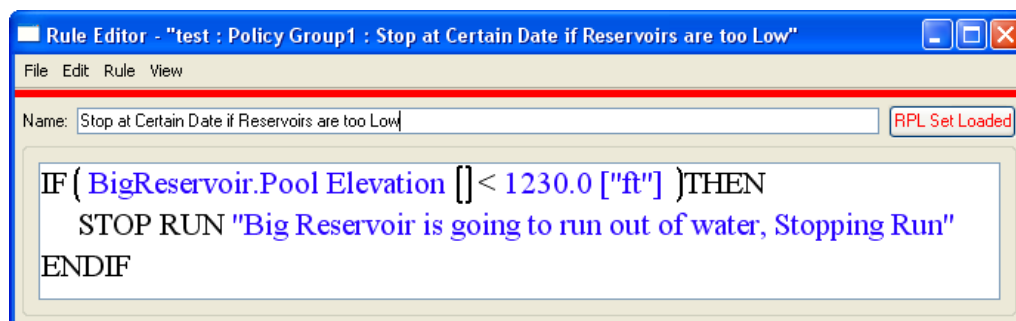 Rule Editor - "test : Policy Group1 : Stop at Certain Date if Reservoirs are too Low"
File Edit Rule View
Name: Stop at Certain Date if Reservoirs are too Low RPL Set Loaded
IF ( BigReservoir.Pool Elevation [] < 1230.0 ["ft"] ) THEN
STOP RUN "Big Reservoir is going to run out of water, Stopping Run"
ENDIF